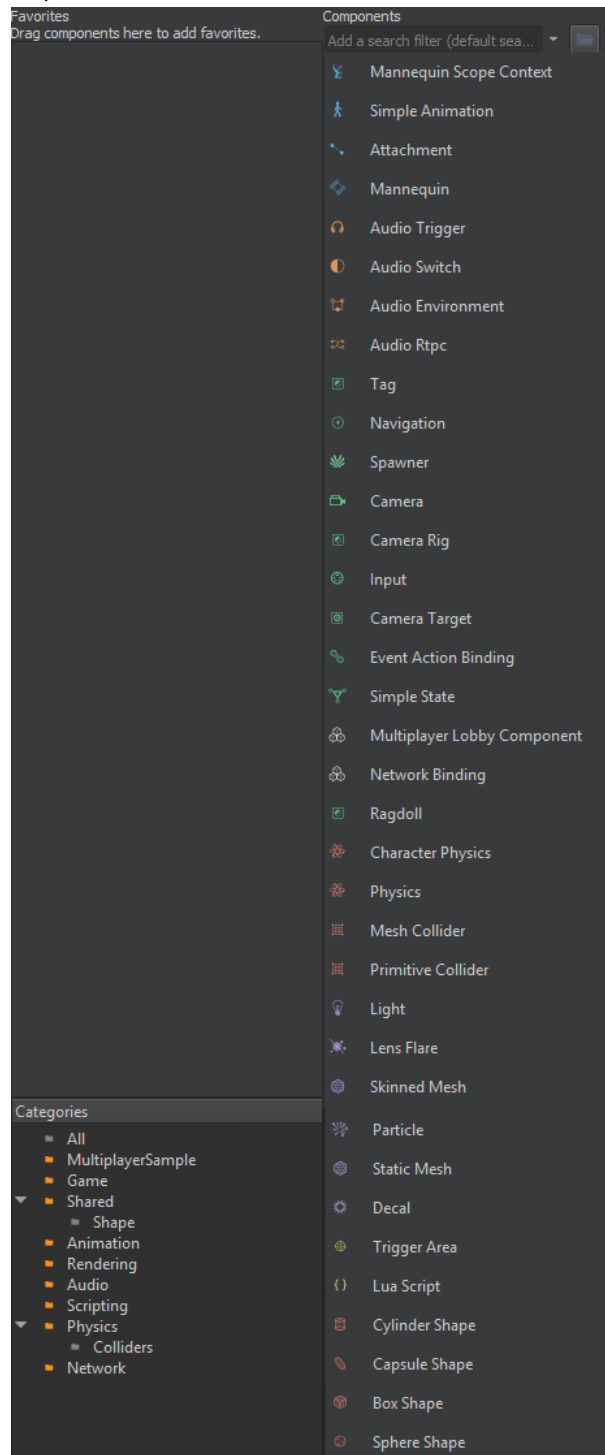 Favorites
Drag components here to add favorites.
Categories
All
MultiplayerSample
Game
Shared
Shape
Animation
Rendering
Audio
Scripting
Physics
Colliders
Network
Components
Add a search filter (default sea...
Mannequin Scope Context
Simple Animation
Attachment
Mannequin
Audio Trigger
Audio Switch
Audio Environment
Audio Rtpc
Tag
Navigation
Spawner
Camera
Camera Rig
Input
Camera Target
Event Action Binding
Simple State
Multiplayer Lobby Component
Network Binding
Ragdoll
Character Physics
Physics
Mesh Collider
Primitive Collider
Light
Lens Flare
Skinned Mesh
Particle
Static Mesh
Decal
Trigger Area
Lua Script
Cylinder Shape
Capsule Shape
Box Shape
Sphere Shape